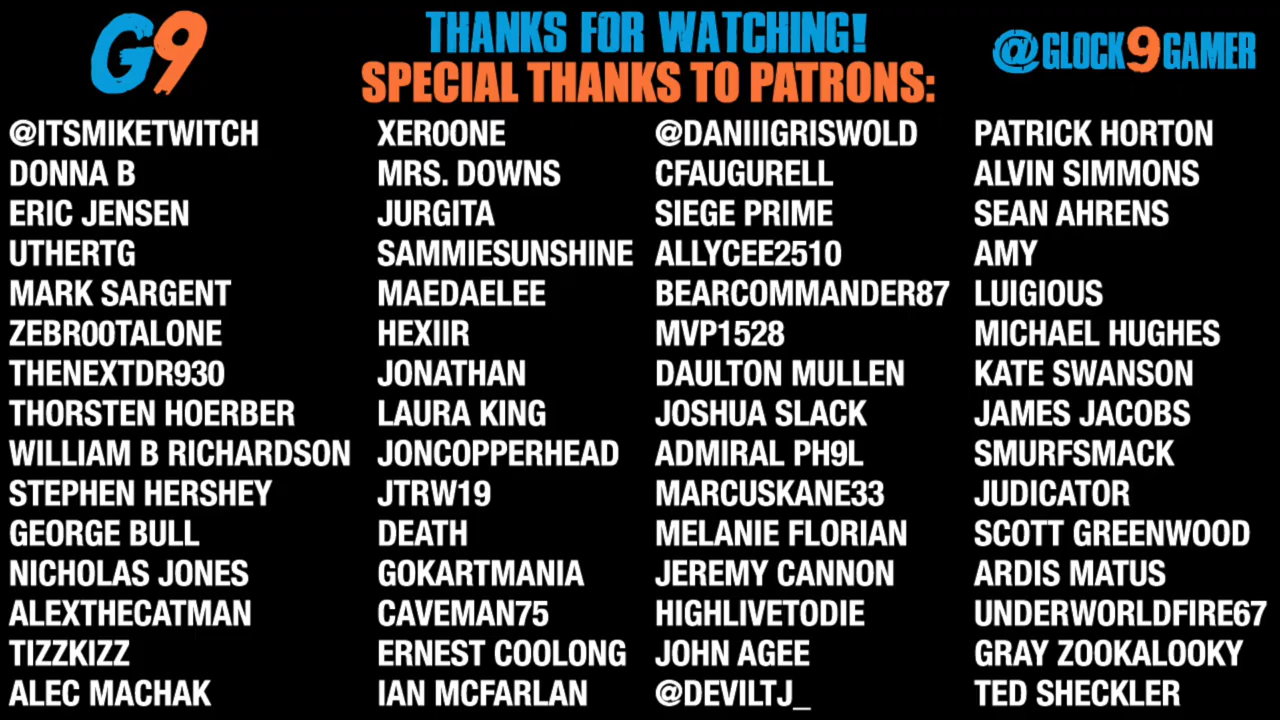 G9
THANKS FOR WATCHING!
SPECIAL THANKS TO PATRONS:
@GLOCK9GAMER
@ITSMIKETWITCH
DONNA B
ERIC JENSEN
UTHERTG
MARK SARGENT
ZEBR00TALONE
THENEXTDR930
THORSTEN HOERBER
WILLIAM B RICHARDSON
STEPHEN HERSHEY
GEORGE BULL
NICHOLAS JONES
ALEXTHECATMAN
TIZZKIZZ
ALEC MACHAK
XER00NE
MRS. DOWNS
JURGITA
SAMMIESUNSHINE
MAEDAELEE
HEXIIR
JONATHAN
LAURA KING
JONCOPPERHEAD
JTRW19
DEATH
GOKARTMANIA
CAVEMAN75
ERNEST COOLONG
IAN MCFARLAN
@DANIIIGRISWOLD
CFAUGURELL
SIEGE PRIME
ALLYCEE2510
BEARCOMMANDER87
MVP1528
DAULTON MULLEN
JOSHUA SLACK
ADMIRAL PH9L
MARCUSKANE33
MELANIE FLORIAN
JEREMY CANNON
HIGHLIVETODIE
JOHN AGEE
@DEVILTJ_
PATRICK HORTON
ALVIN SIMMONS
SEAN AHRENS
AMY
LUIGIOUS
MICHAEL HUGHES
KATE SWANSON
JAMES JACOBS
SMURFSMACK
JUDICATOR
SCOTT GREENWOOD
ARDIS MATUS
UNDERWORLDFIRE67
GRAY ZOOKALOOKY
TED SHECKLER